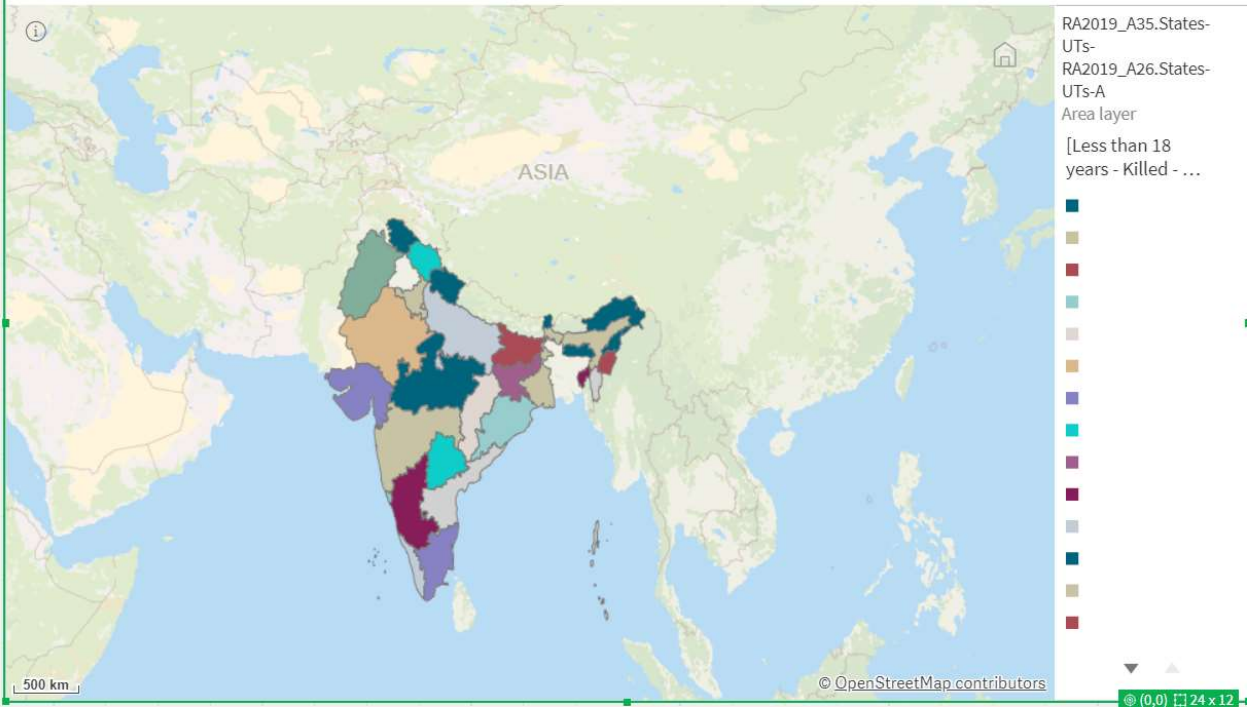 RA2019_A35.States-
UTs-
RA2019_A26.States-
UTs-A
Area layer
[Less than 18
years - Killed - …
ASIA
500 km
© OpenStreetMap contributors
(0,0) 24 x 12